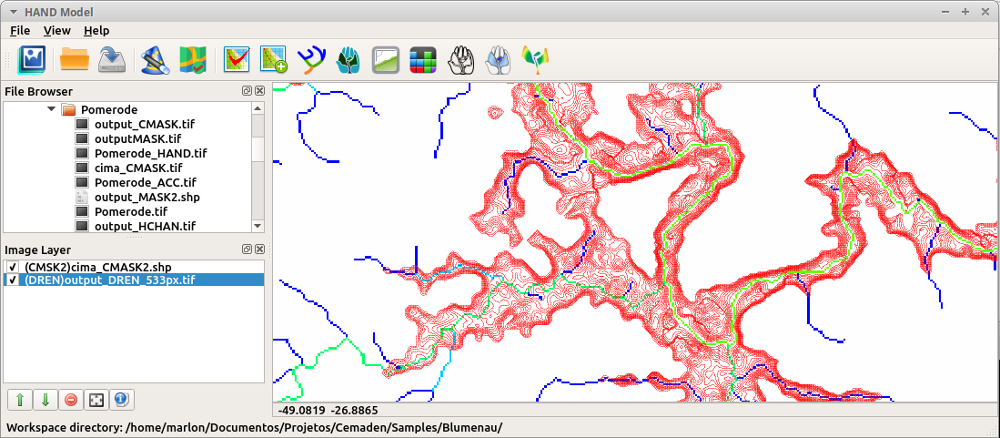 HAND Model
File View Help
File Browser
Pomerode
output_CMASK.tif
outputMASK.tif
Pomerode_HAND.tif
cima_CMASK.tif
Pomerode_ACC.tif
output_MASK2.shp
Pomerode.tif
output_HCHAN.tif
Image Layer
(CMSK2)cima_CMASK2.shp
(DREN)output_DREN_533px.tif
-49.0819 -26.8865
Workspace directory: /home/marlon/Documentos/Projetos/Cemaden/Samples/Blumenau/